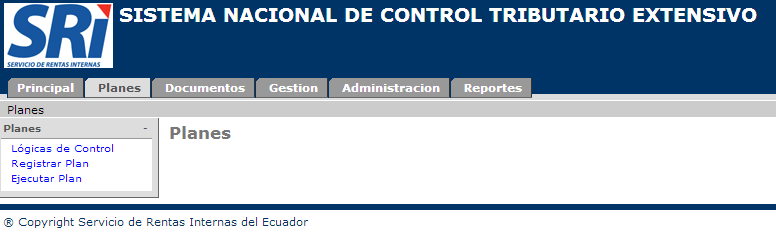 SRi
SERVICIO DE RENTAS INTERNAS
SISTEMA NACIONAL DE CONTROL TRIBUTARIO EXTENSIVO
Principal Planes Documentos Gestion Administracion Reportes
Planes
Planes -
Planes
Lógicas de Control
Registrar Plan
Ejecutar Plan
® Copyright Servicio de Rentas Internas del Ecuador